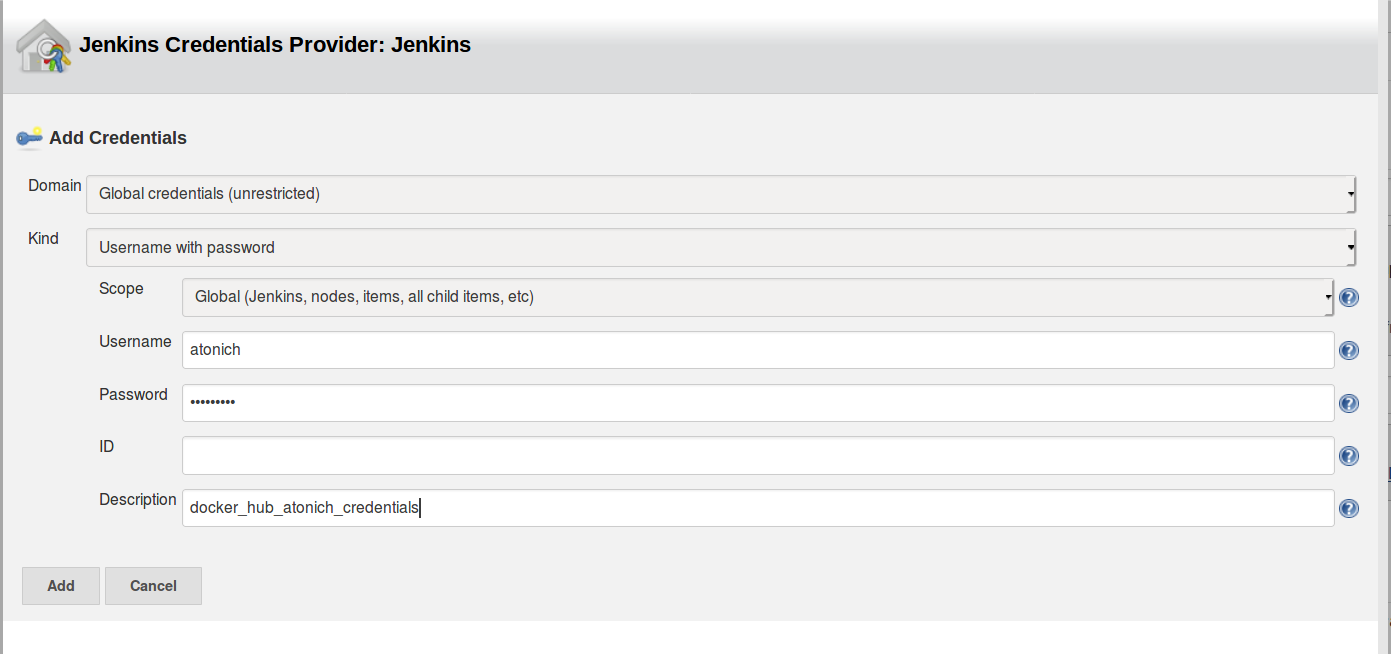 Jenkins Credentials Provider: Jenkins
Add Credentials
Domain Global credentials (unrestricted)
Kind Username with password
Scope Global (Jenkins, nodes, items, all child items, etc)
Username atonich
Password •••••••••
ID
Description docker_hub_atonich_credentials
Add Cancel